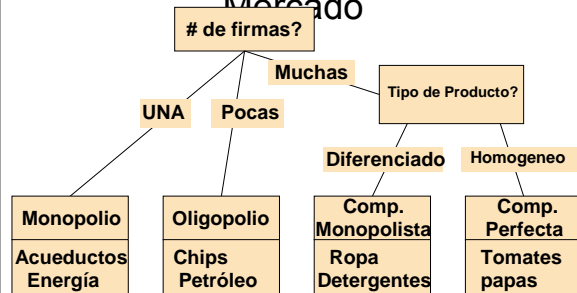 Mercado
# de firmas?
Muchas
Tipo de Producto?
UNA
Pocas
Diferenciado
Homogeneo
Monopolio
Acueductos
Energía
Oligopolio
Chips
Petróleo
Comp.
Monopolista
Ropa
Detergentes
Comp.
Perfecta
Tomates
papas